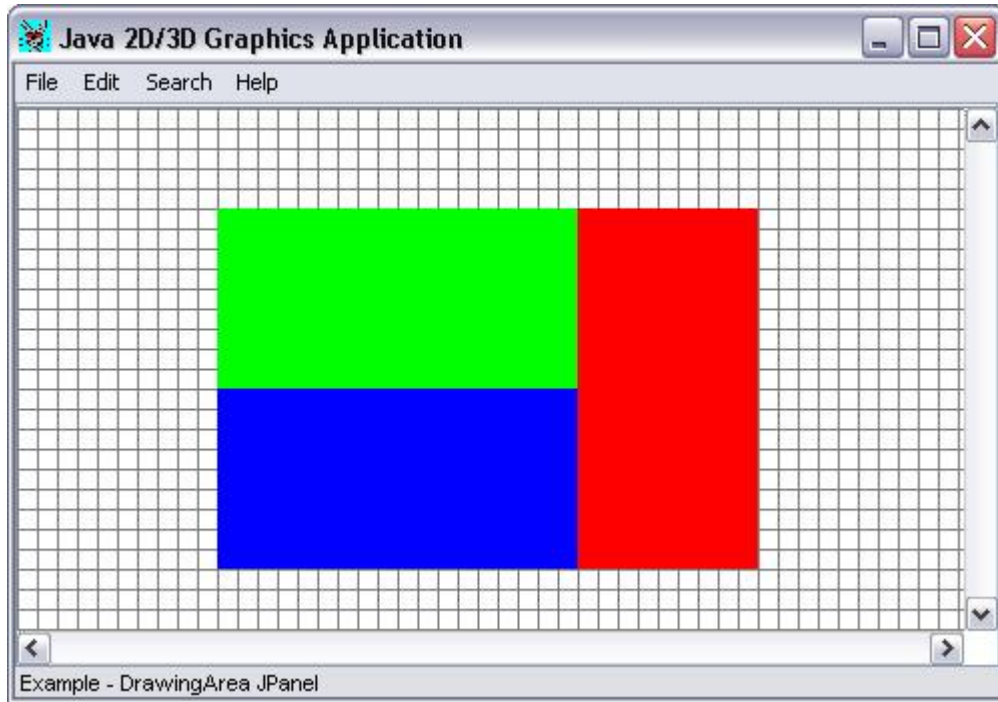 Java 2D/3D Graphics Application
File Edit Search Help
Example - DrawingArea JPanel